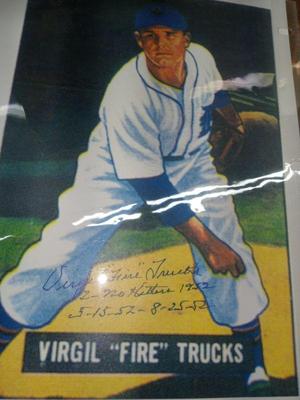 Virgil "Fire" Trucks
2-No Hitters 1952
5-15-52-8-25-52
VIRGIL "FIRE" TRUCKS